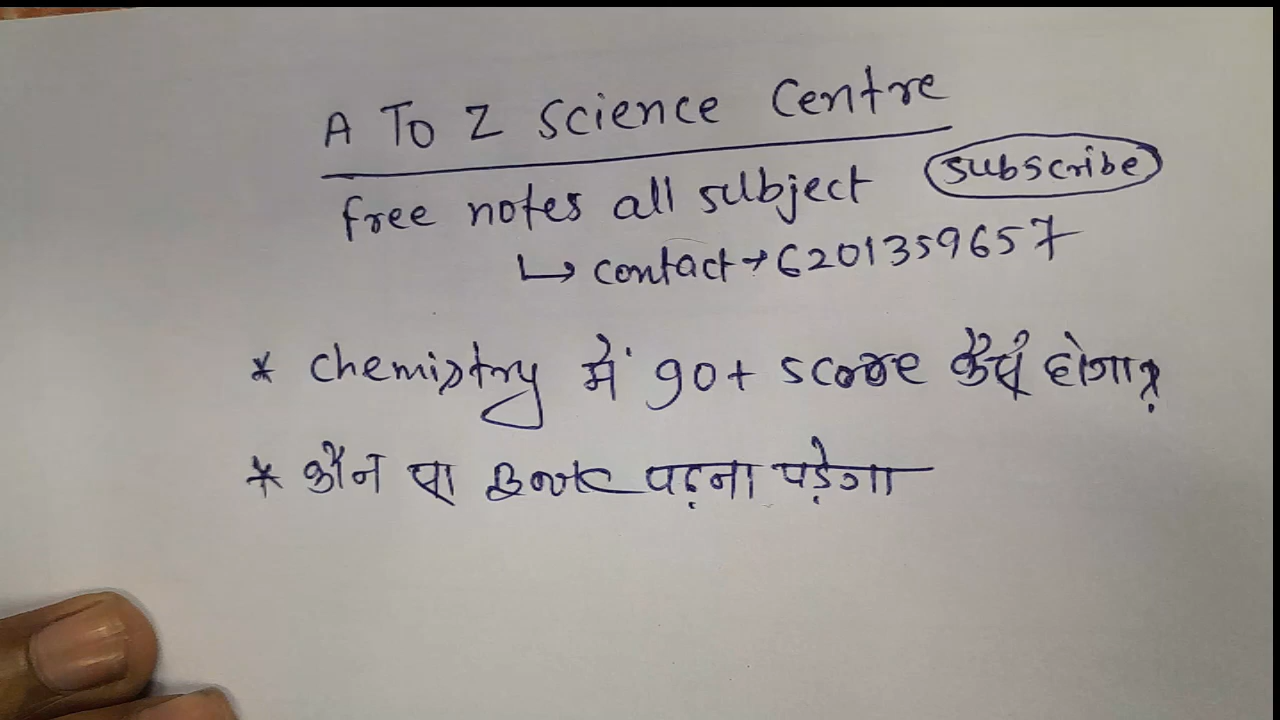 A TO Z Science Centre
free notes all subject subscribe
↳ contact → 6201359657
* Chemistry में 90+ score कैसे होगा?
* कौन सा Book पढ़ना पड़ेगा